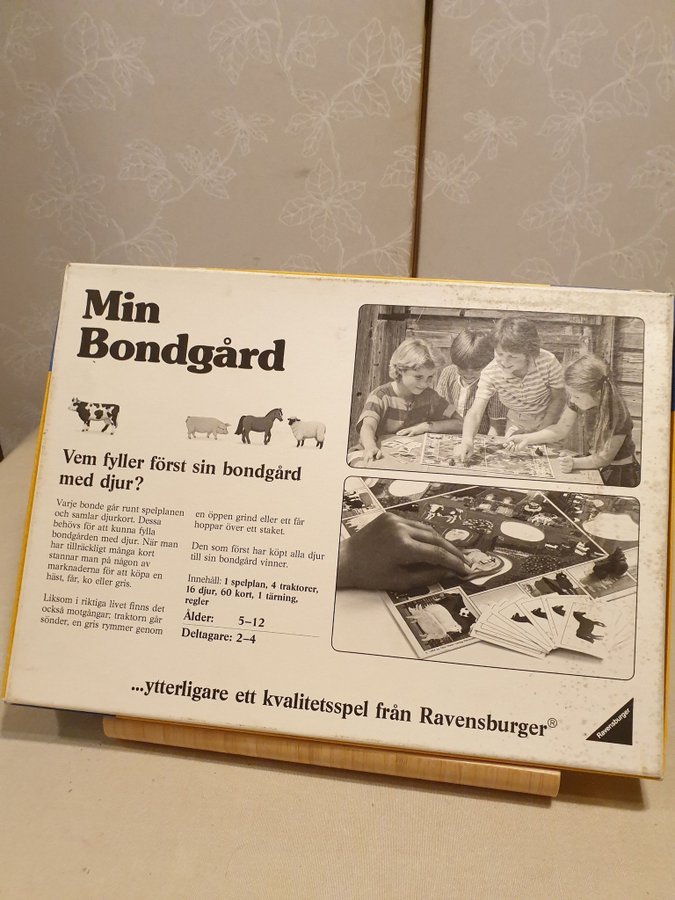 Min
Bondgård
Vem fyller först sin bondgård
med djur?
Varje bonde går runt spelplanen
och samlar djurkort. Dessa
behövs för att kunna fylla
bondgården med djur. När man
har tillräckligt många kort
stannar man på någon av
marknaderna för att köpa en
häst, får, ko eller gris.
Liksom i riktiga livet finns det
också motgångar; traktorn går
sönder, en gris rymmer genom
en öppen grind eller ett får
hoppar över ett staket.
Den som först har köpt alla djur
till sin bondgård vinner.
Innehåll: 1 spelplan, 4 traktorer,
16 djur, 60 kort, 1 tärning,
regler
Ålder: 5–12
Deltagare: 2–4
...ytterligare ett kvalitetsspel från Ravensburger®
Ravensburger